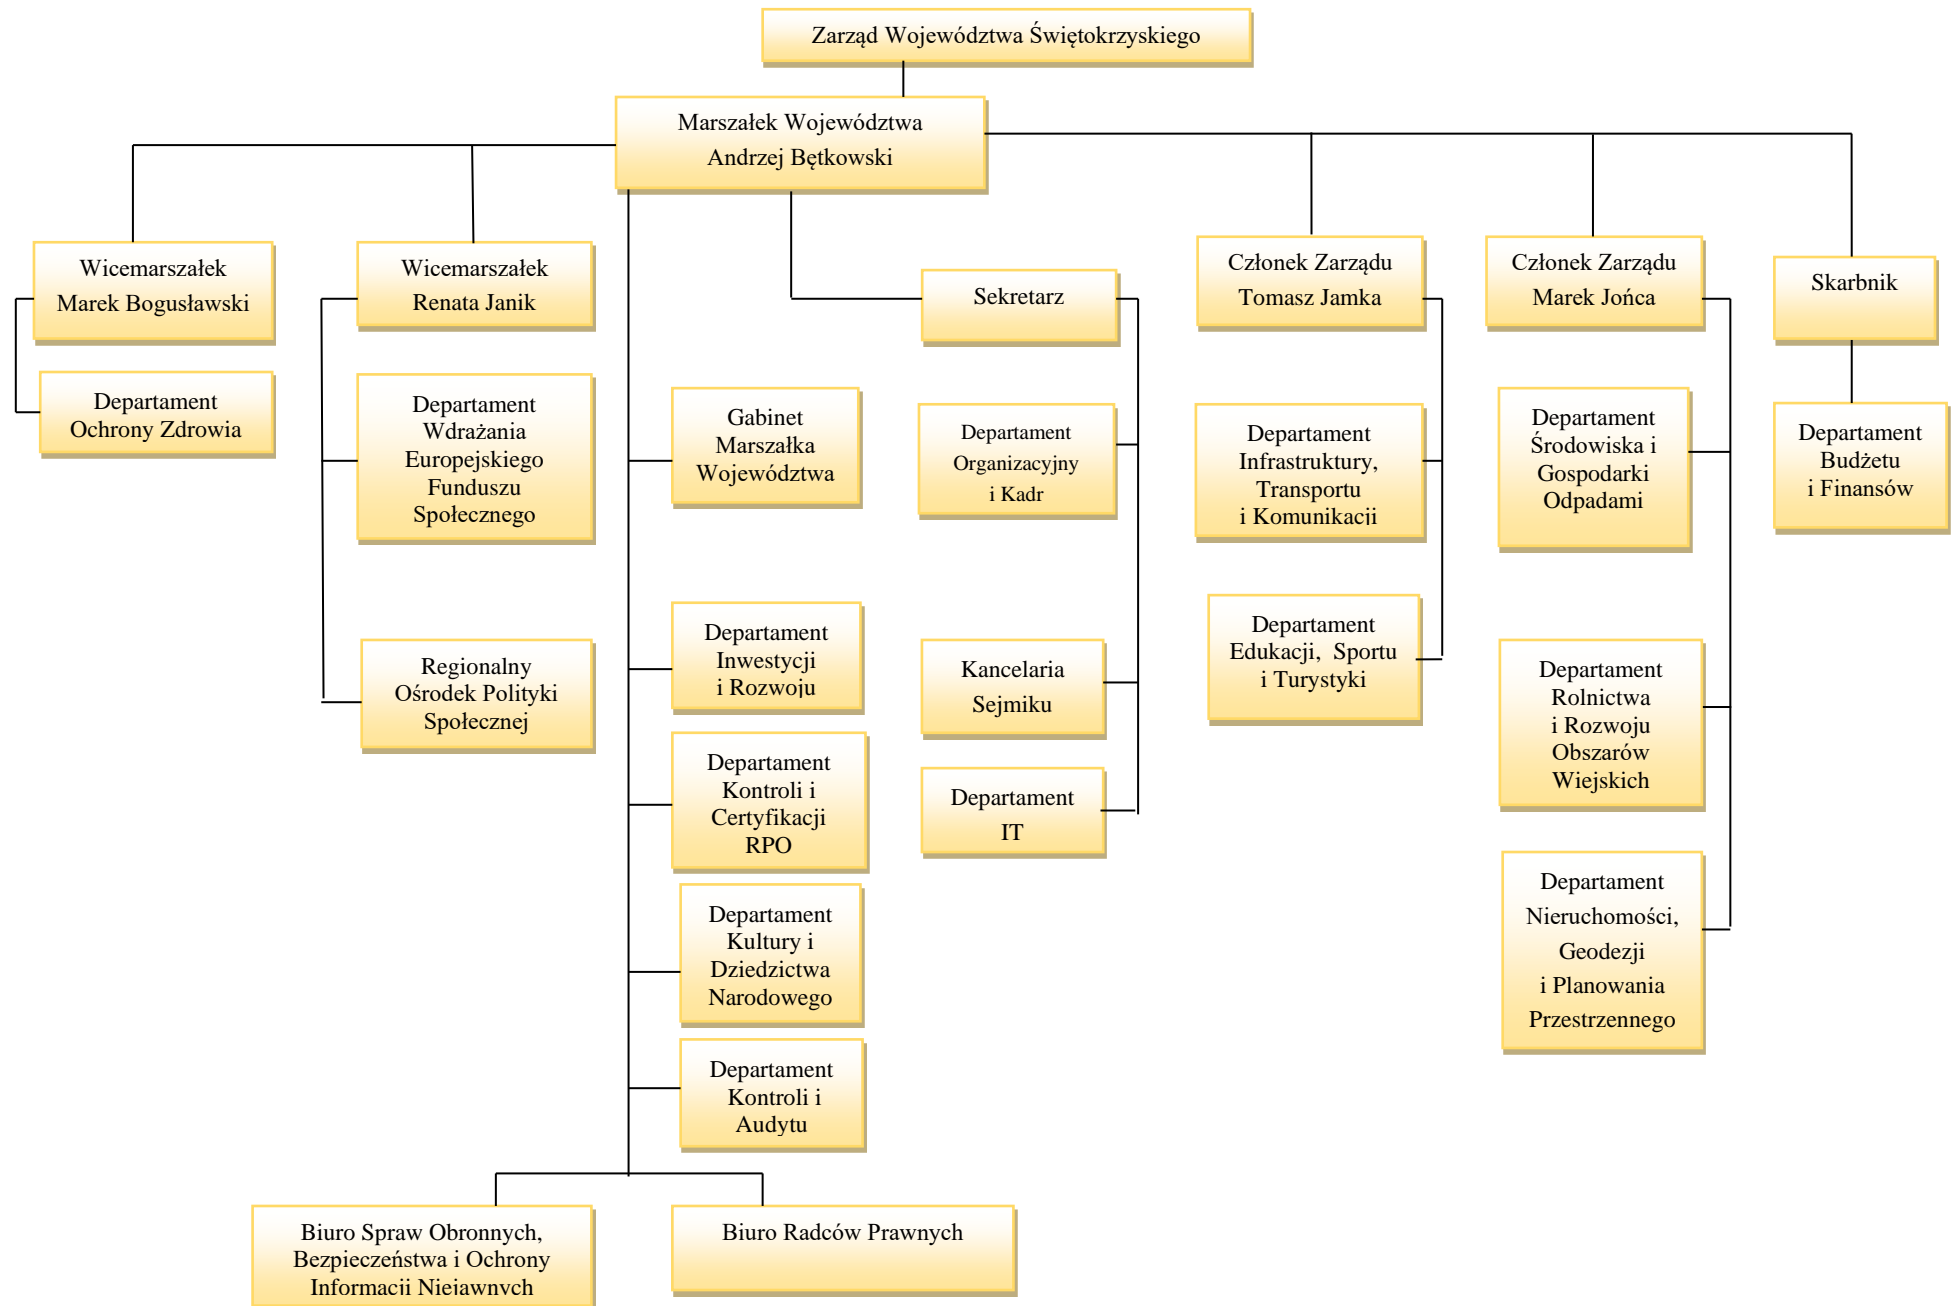 Zarząd Województwa Świętokrzyskiego
Marszałek Województwa
Andrzej Bętkowski
Wicemarszałek
Marek Bogusławski
Departament
Ochrony Zdrowia
Wicemarszałek
Renata Janik
Departament
Wdrażania
Europejskiego
Funduszu
Społecznego
Regionalny
Ośrodek Polityki
Społecznej
Gabinet
Marszałka
Województwa
Departament
Inwestycji
i Rozwoju
Departament
Kontroli i
Certyfikacji
RPO
Departament
Kultury i
Dziedzictwa
Narodowego
Departament
Kontroli i
Audytu
Biuro Spraw Obronnych,
Bezpieczeństwa i Ochrony
Informacji Niejawnych
Biuro Radców Prawnych
Sekretarz
Departament
Organizacyjny
i Kadr
Kancelaria
Sejmiku
Departament
IT
Członek Zarządu
Tomasz Jamka
Departament
Infrastruktury,
Transportu
i Komunikacji
Departament
Edukacji, Sportu
i Turystyki
Członek Zarządu
Marek Jońca
Departament
Środowiska i
Gospodarki
Odpadami
Departament
Rolnictwa
i Rozwoju
Obszarów
Wiejskich
Departament
Nieruchomości,
Geodezji
i Planowania
Przestrzennego
Skarbnik
Departament
Budżetu
i Finansów